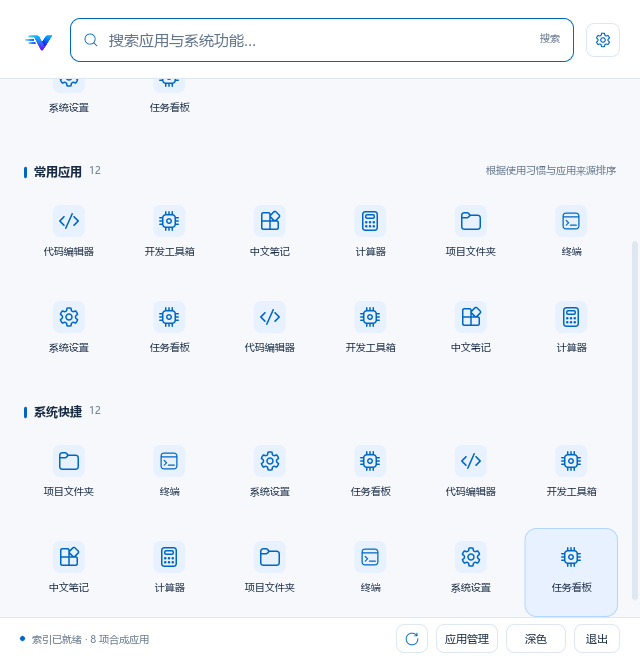 搜索应用与系统功能... 搜索
系统设置 任务看板
常用应用 12 根据使用习惯与应用来源排序
代码编辑器 开发工具箱 中文笔记 计算器 项目文件夹 终端
系统设置 任务看板 代码编辑器 开发工具箱 中文笔记 计算器
系统快捷 12
项目文件夹 终端 系统设置 任务看板 代码编辑器 开发工具箱
中文笔记 计算器 项目文件夹 终端 系统设置 任务看板
索引已就绪 · 8 项合成应用 应用管理 深色 退出